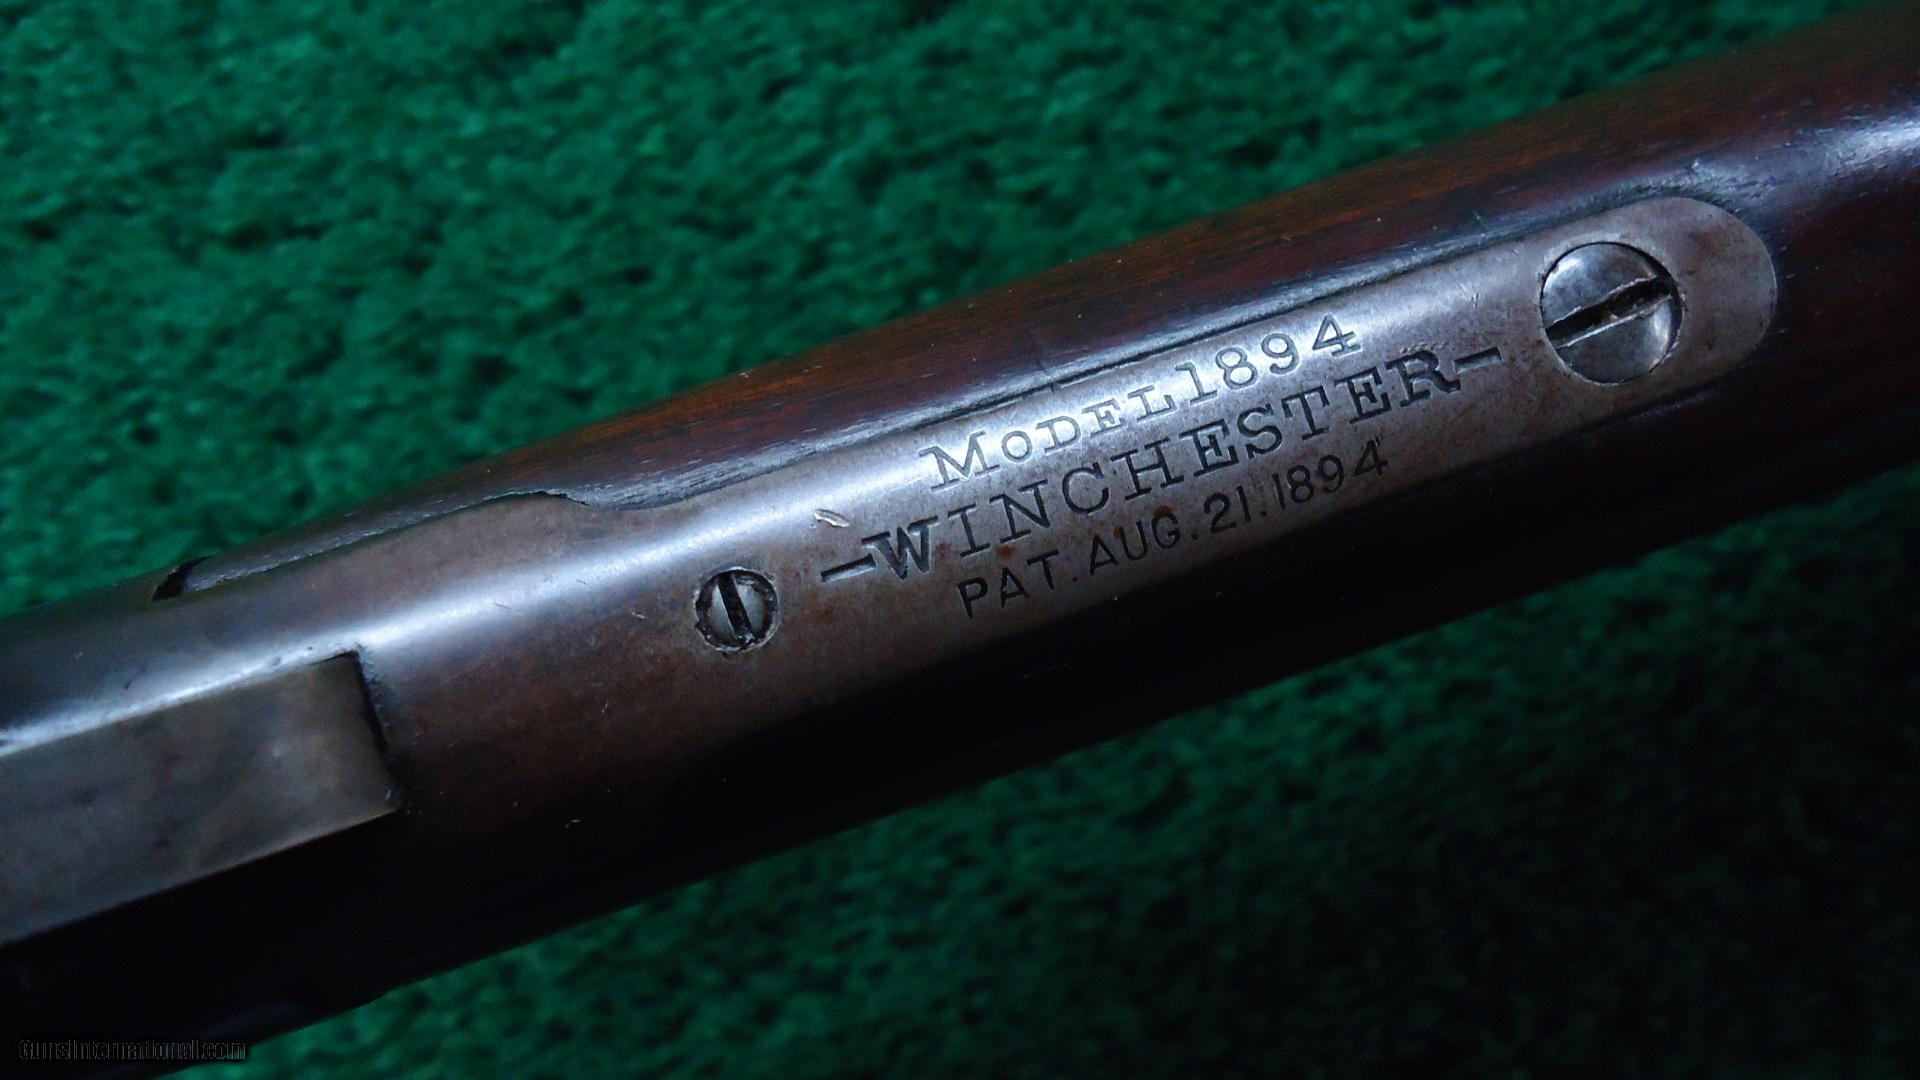 MODEL 1894
-WINCHESTER-
PAT. AUG. 21. 1894
GunsInternational.com